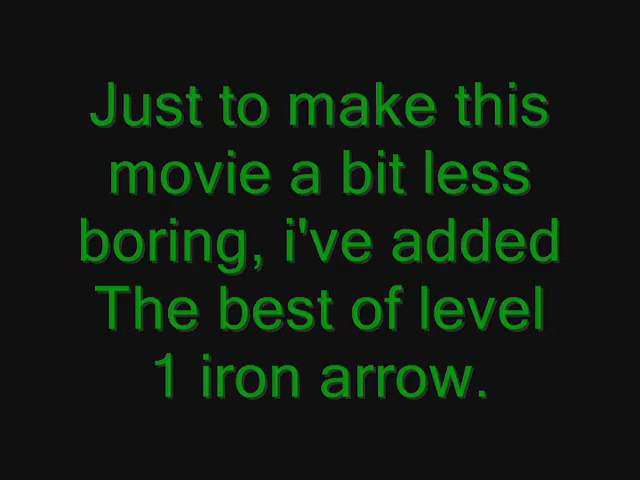 Just to make this
movie a bit less
boring, i've added
The best of level
1 iron arrow.